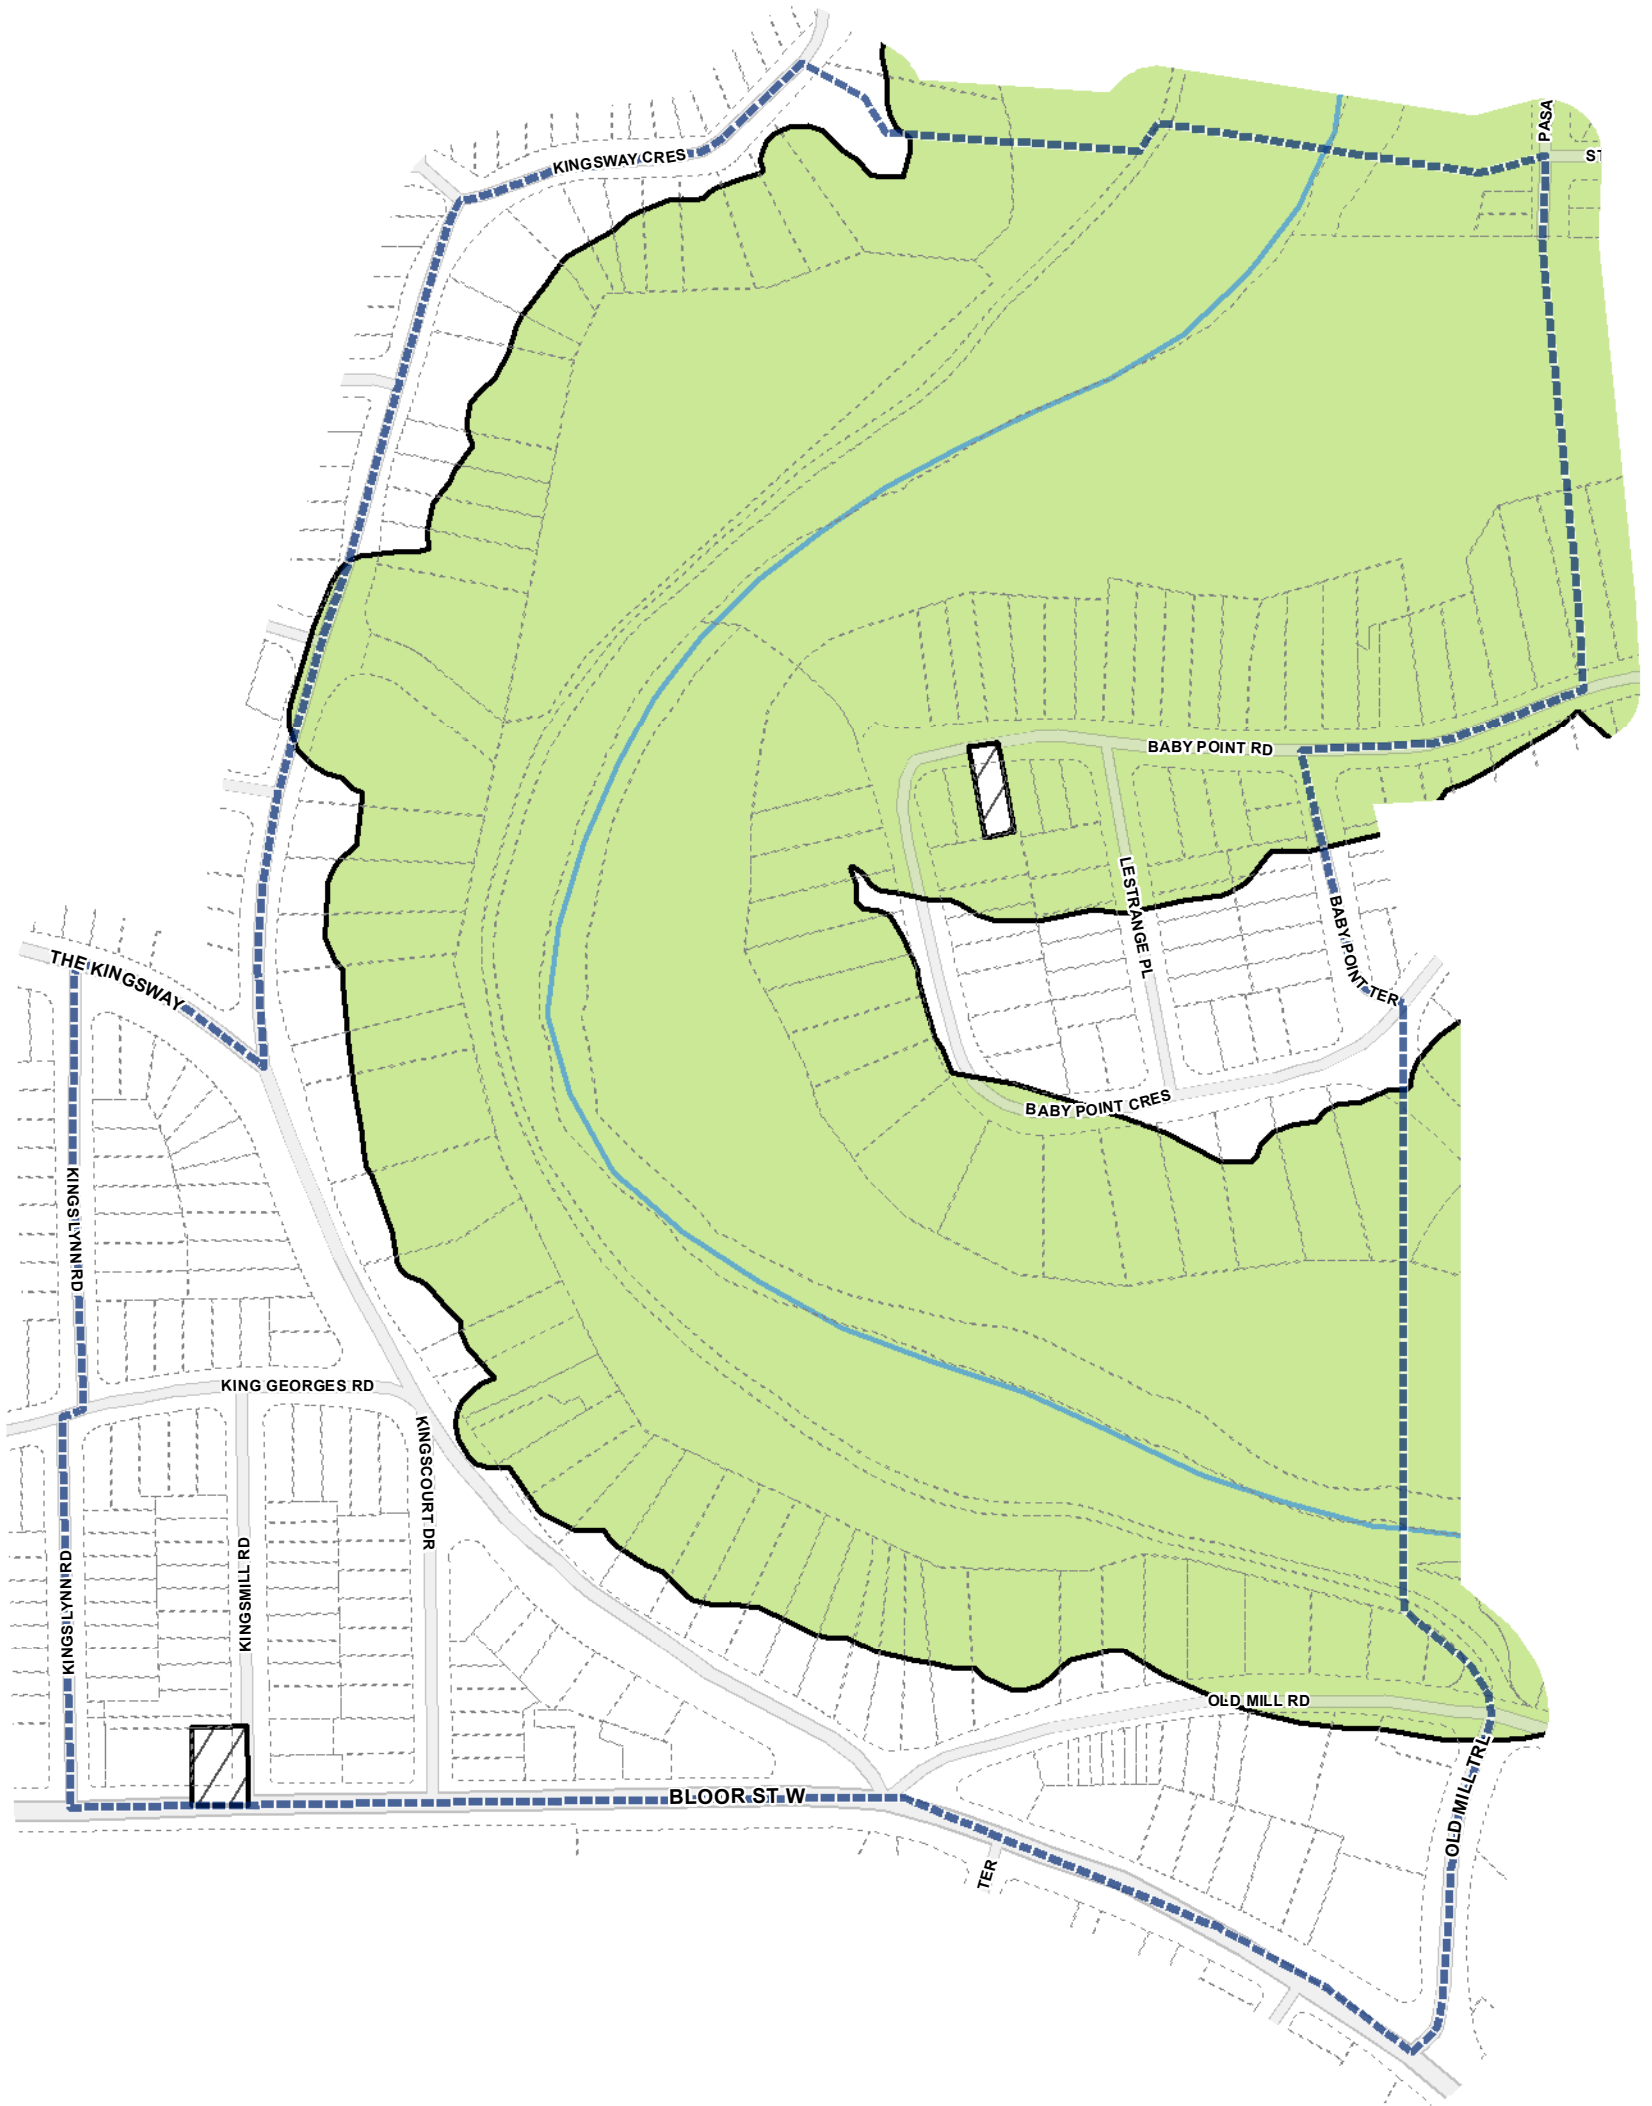 PASA
ST
KINGSWAY CRES
BABY POINT RD
LESTRANGE PL
BABY POINT TER
THE KINGSWAY
BABY POINT CRES
KINGSLYNN RD
KING GEORGES RD
KINGSCOURT DR
KINGSMILL RD
KINGSLYNN RD
OLD MILL RD
OLD MILL TRL
BLOOR ST W
TER